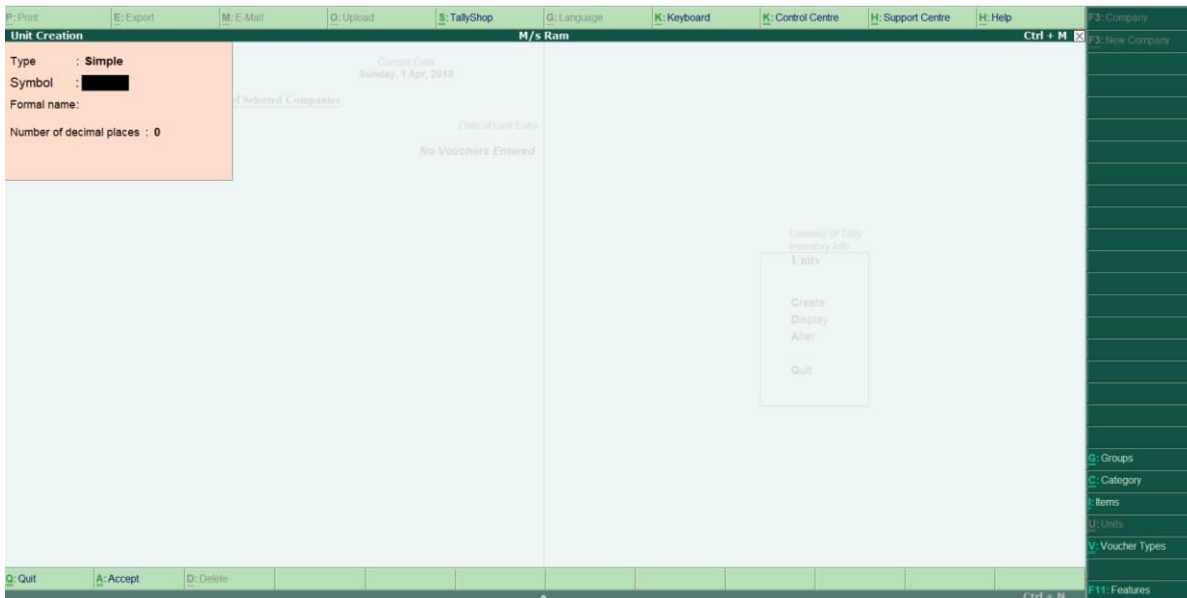 P: Print E: Export M: E-Mail O: Upload S: TallyShop G: Language K: Keyboard K: Control Centre H: Support Centre H: Help F3: Company
Unit Creation M/s Ram Ctrl + M F3: New Company
Type : Simple
Symbol :
Formal name:
Number of decimal places : 0
Current Date
Sunday, 1 Apr, 2018
of Selected Companies
Date of Last Entry
No Vouchers Entered
Gateway of Tally
Inventory Info.
Units
Create
Display
Alter
Quit
G: Groups
C: Category
I: Items
U: Units
V: Voucher Types
F11: Features
Q: Quit A: Accept D: Delete
Ctrl + N